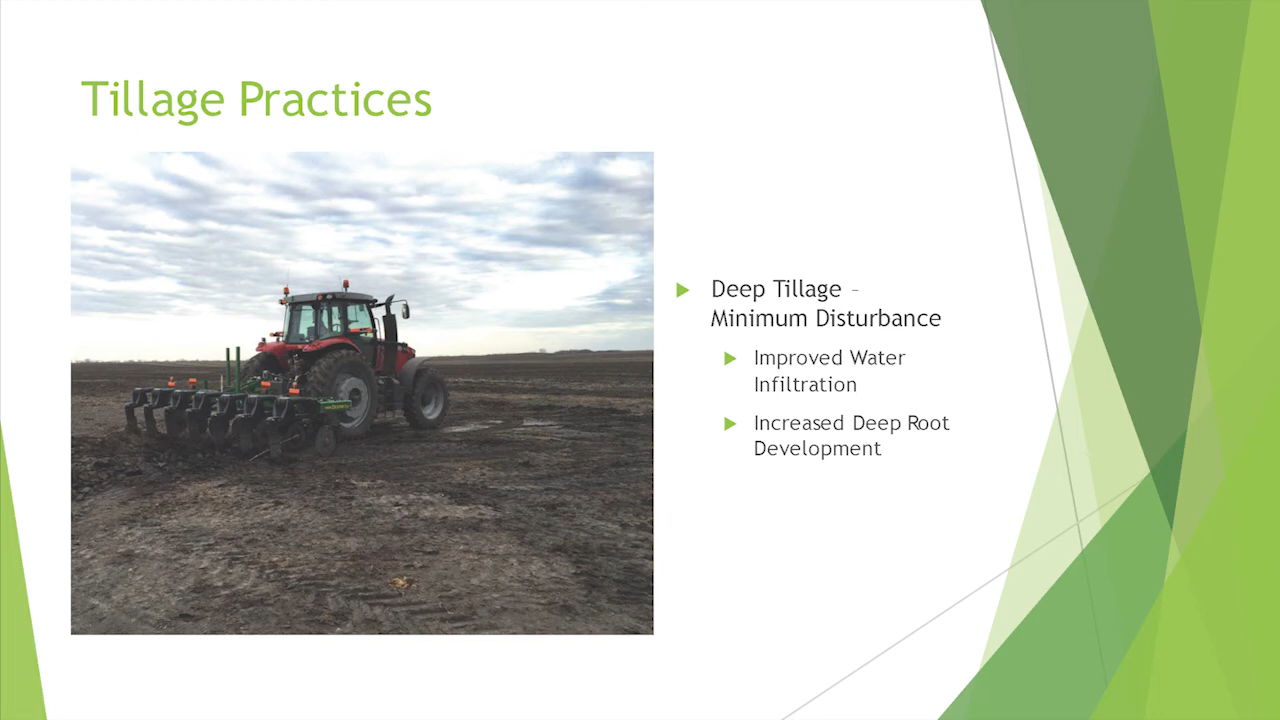 Tillage Practices
Deep Tillage –
Minimum Disturbance
Improved Water
Infiltration
Increased Deep Root
Development